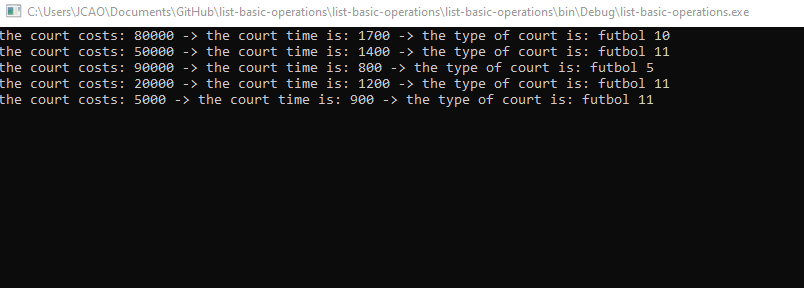 C:\Users\JCAO\Documents\GitHub\list-basic-operations\list-basic-operations\list-basic-operations\bin\Debug\list-basic-operations.exe
the court costs: 80000 -> the court time is: 1700 -> the type of court is: futbol 10
the court costs: 50000 -> the court time is: 1400 -> the type of court is: futbol 11
the court costs: 90000 -> the court time is: 800 -> the type of court is: futbol 5
the court costs: 20000 -> the court time is: 1200 -> the type of court is: futbol 11
the court costs: 5000 -> the court time is: 900 -> the type of court is: futbol 11